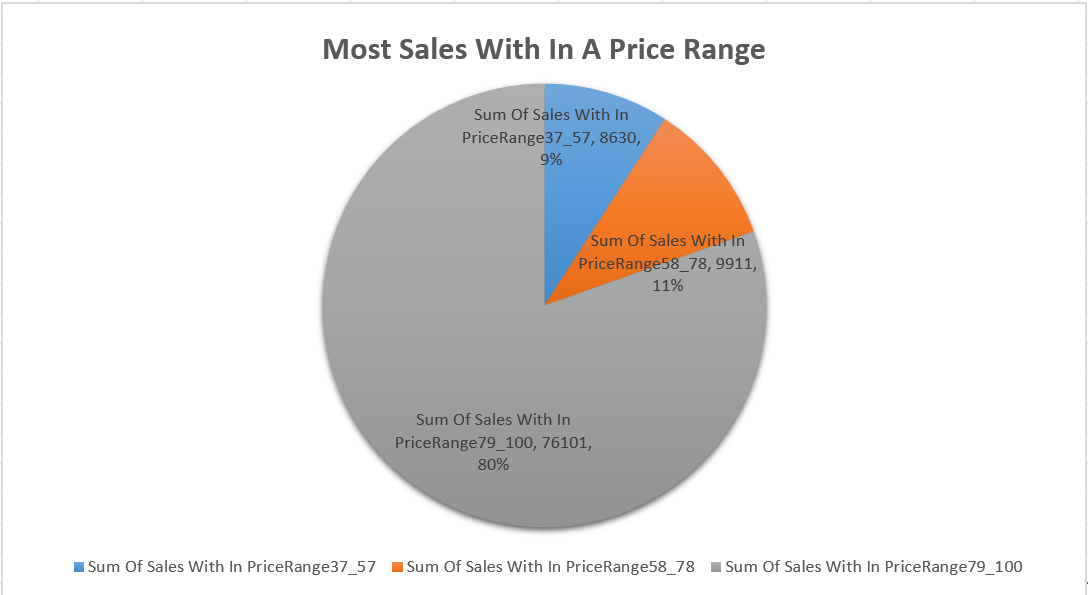 Most Sales With In A Price Range
Sum Of Sales With In
PriceRange37_57, 8630,
9%
Sum Of Sales With In
PriceRange58_78, 9911,
11%
Sum Of Sales With In
PriceRange79_100, 76101,
80%
Sum Of Sales With In PriceRange37_57 Sum Of Sales With In PriceRange58_78 Sum Of Sales With In PriceRange79_100